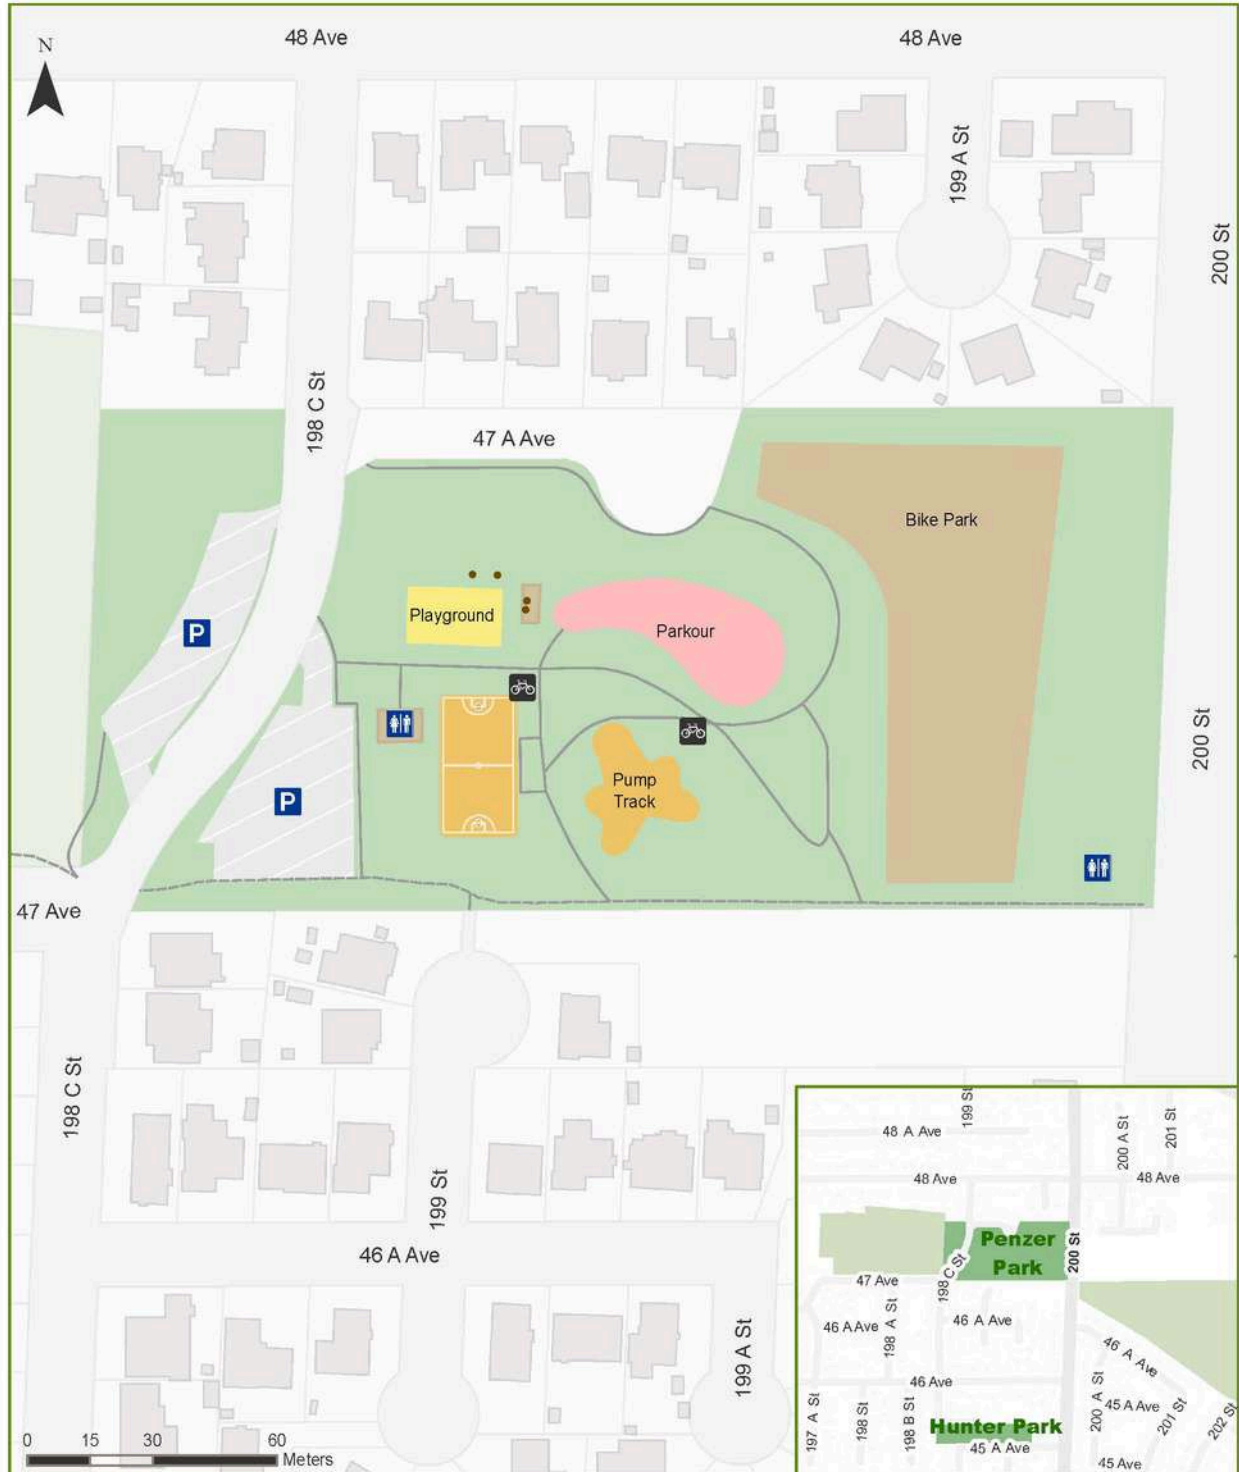 48 Ave
48 Ave
N
199 A St
200 St
198 C St
47 A Ave
Bike Park
Playground
Parkour
P
200 St
Pump
Track
P
47 Ave
198 C St
199 St
46 A Ave
199 A St
0 15 30 60
Meters
199 St
48 A Ave
200 A St
201 St
48 Ave
48 Ave
Penzer
Park
200 St
198 C St
47 Ave
46 A Ave
198 A St
46 A Ave
46 A Ave
46 Ave
197 A St
198 St
198 B St
200 A St
45 A Ave
201 St
202 St
Hunter Park
45 A Ave
45 Ave